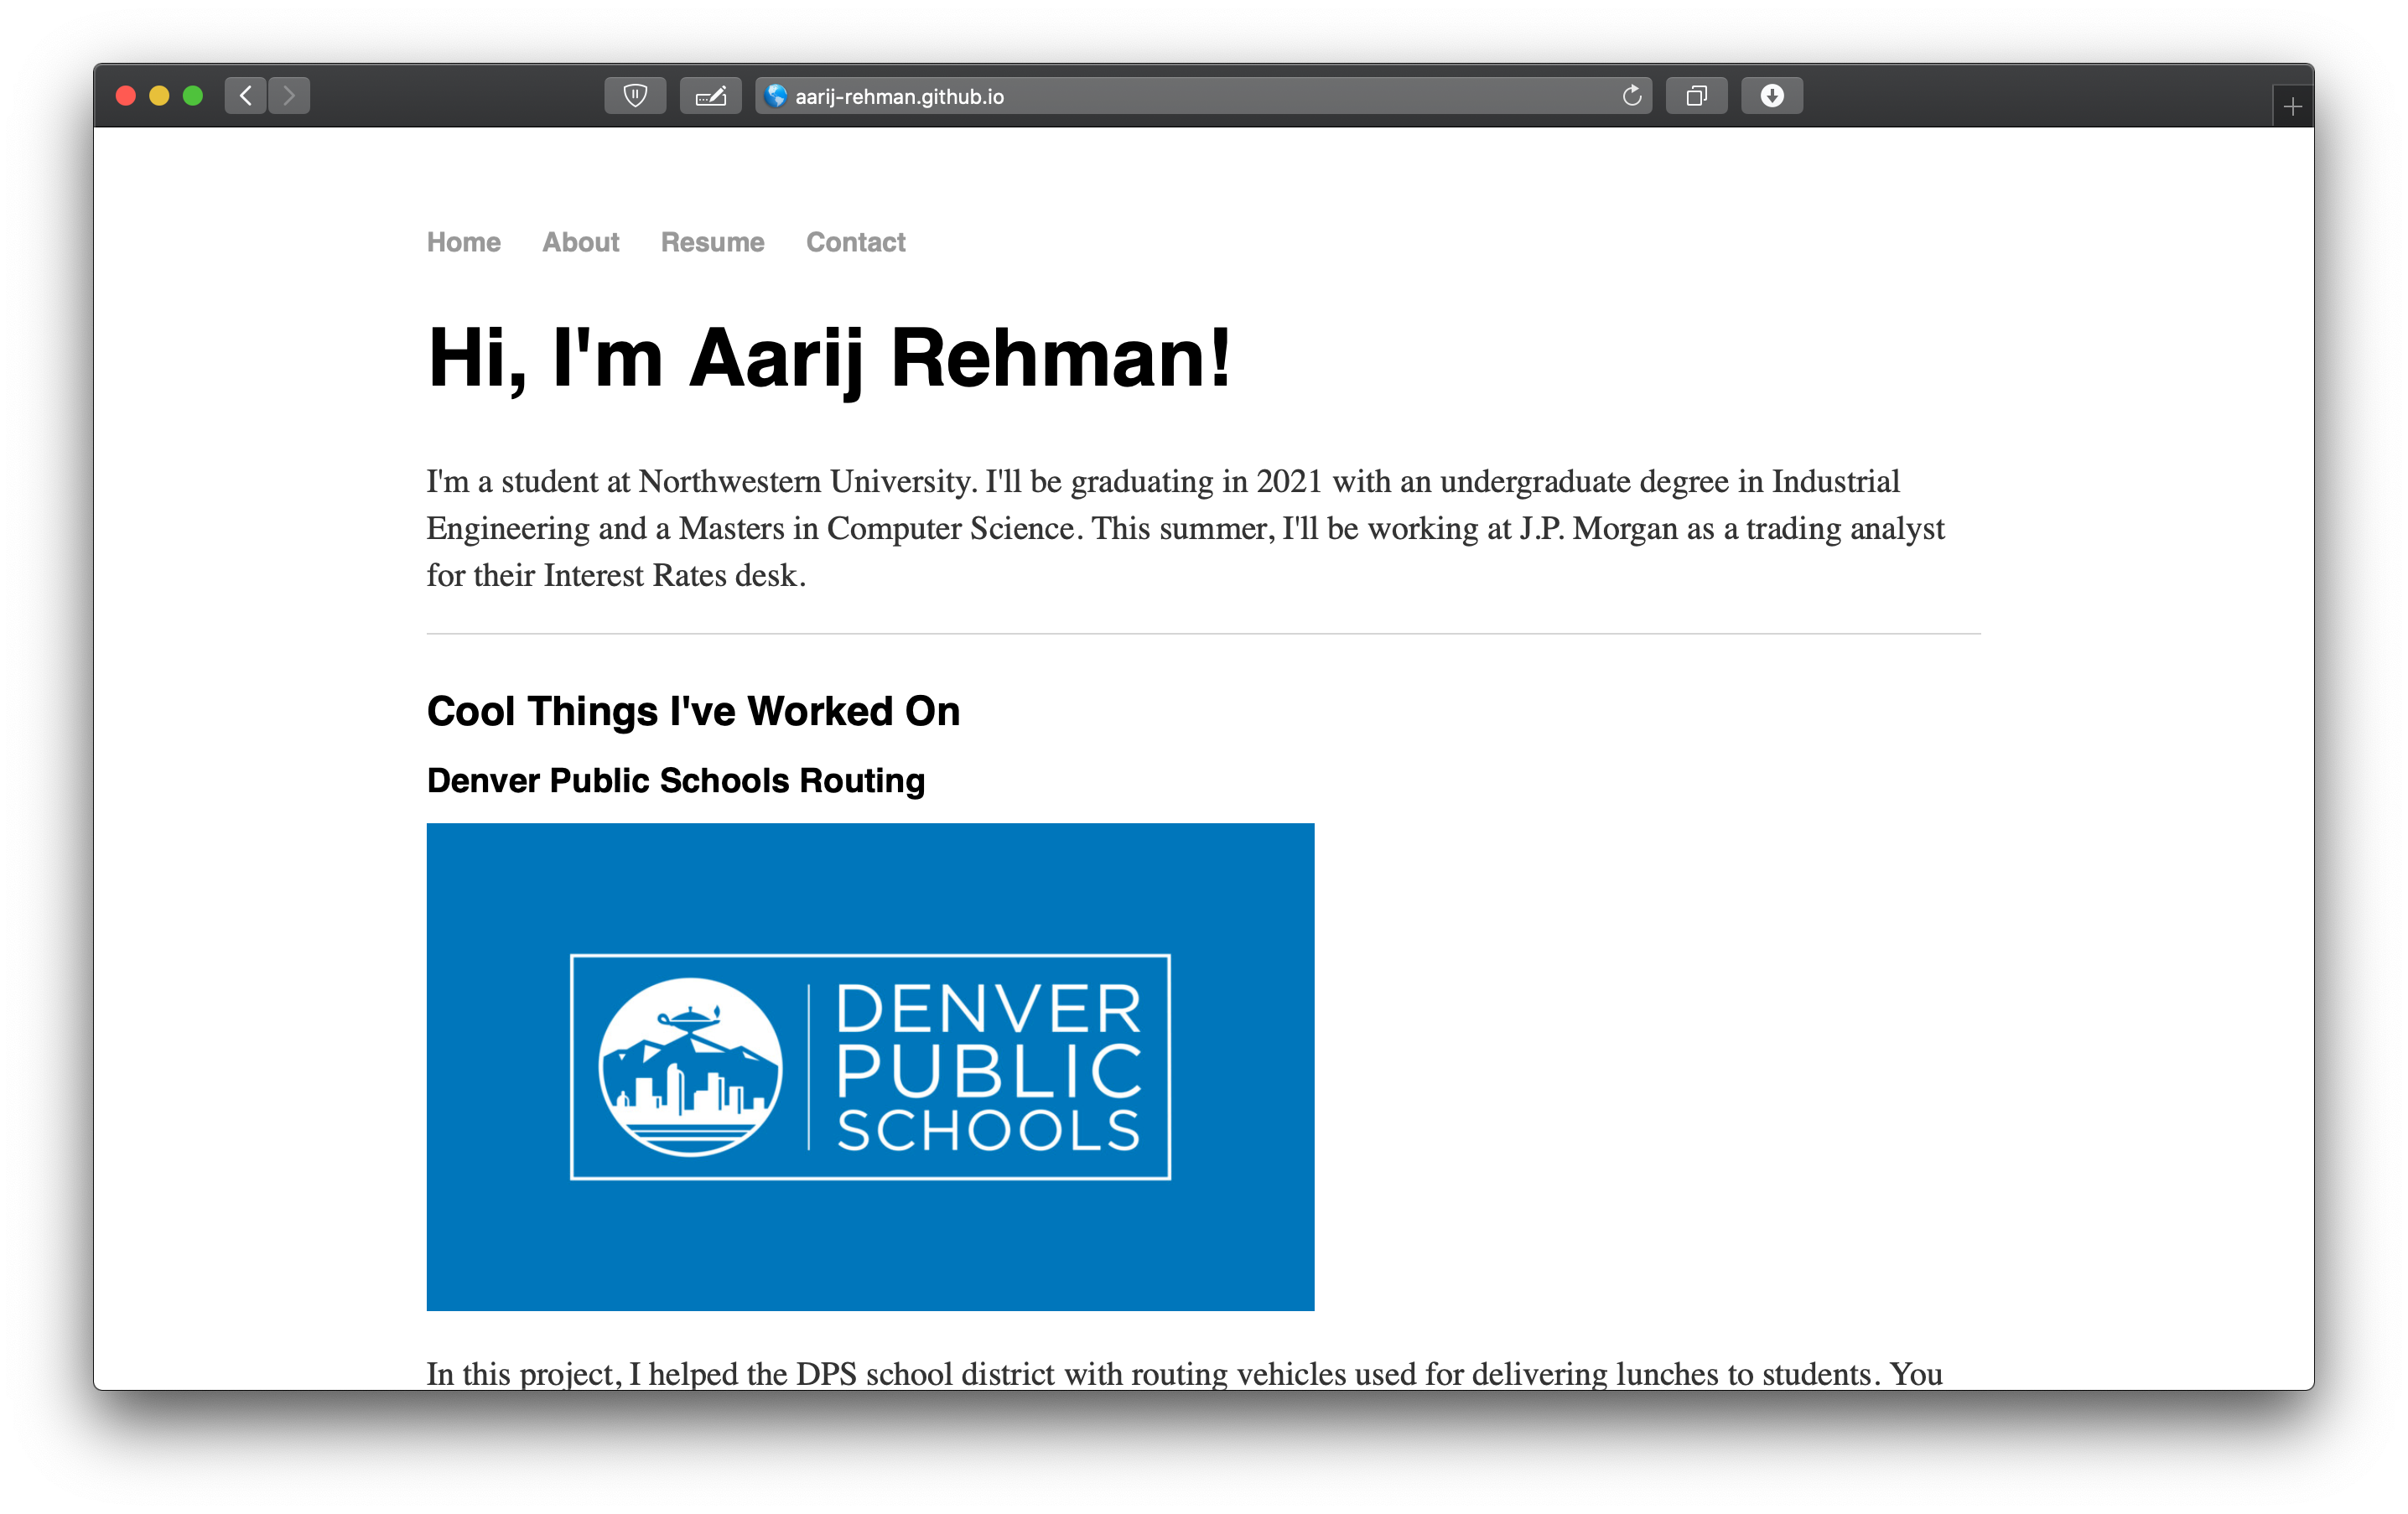 aarij-rehman.github.io
Home About Resume Contact
Hi, I'm Aarij Rehman!
I'm a student at Northwestern University. I'll be graduating in 2021 with an undergraduate degree in Industrial
Engineering and a Masters in Computer Science. This summer, I'll be working at J.P. Morgan as a trading analyst
for their Interest Rates desk.
Cool Things I've Worked On
Denver Public Schools Routing
DENVER
PUBLIC
SCHOOLS
In this project, I helped the DPS school district with routing vehicles used for delivering lunches to students. You